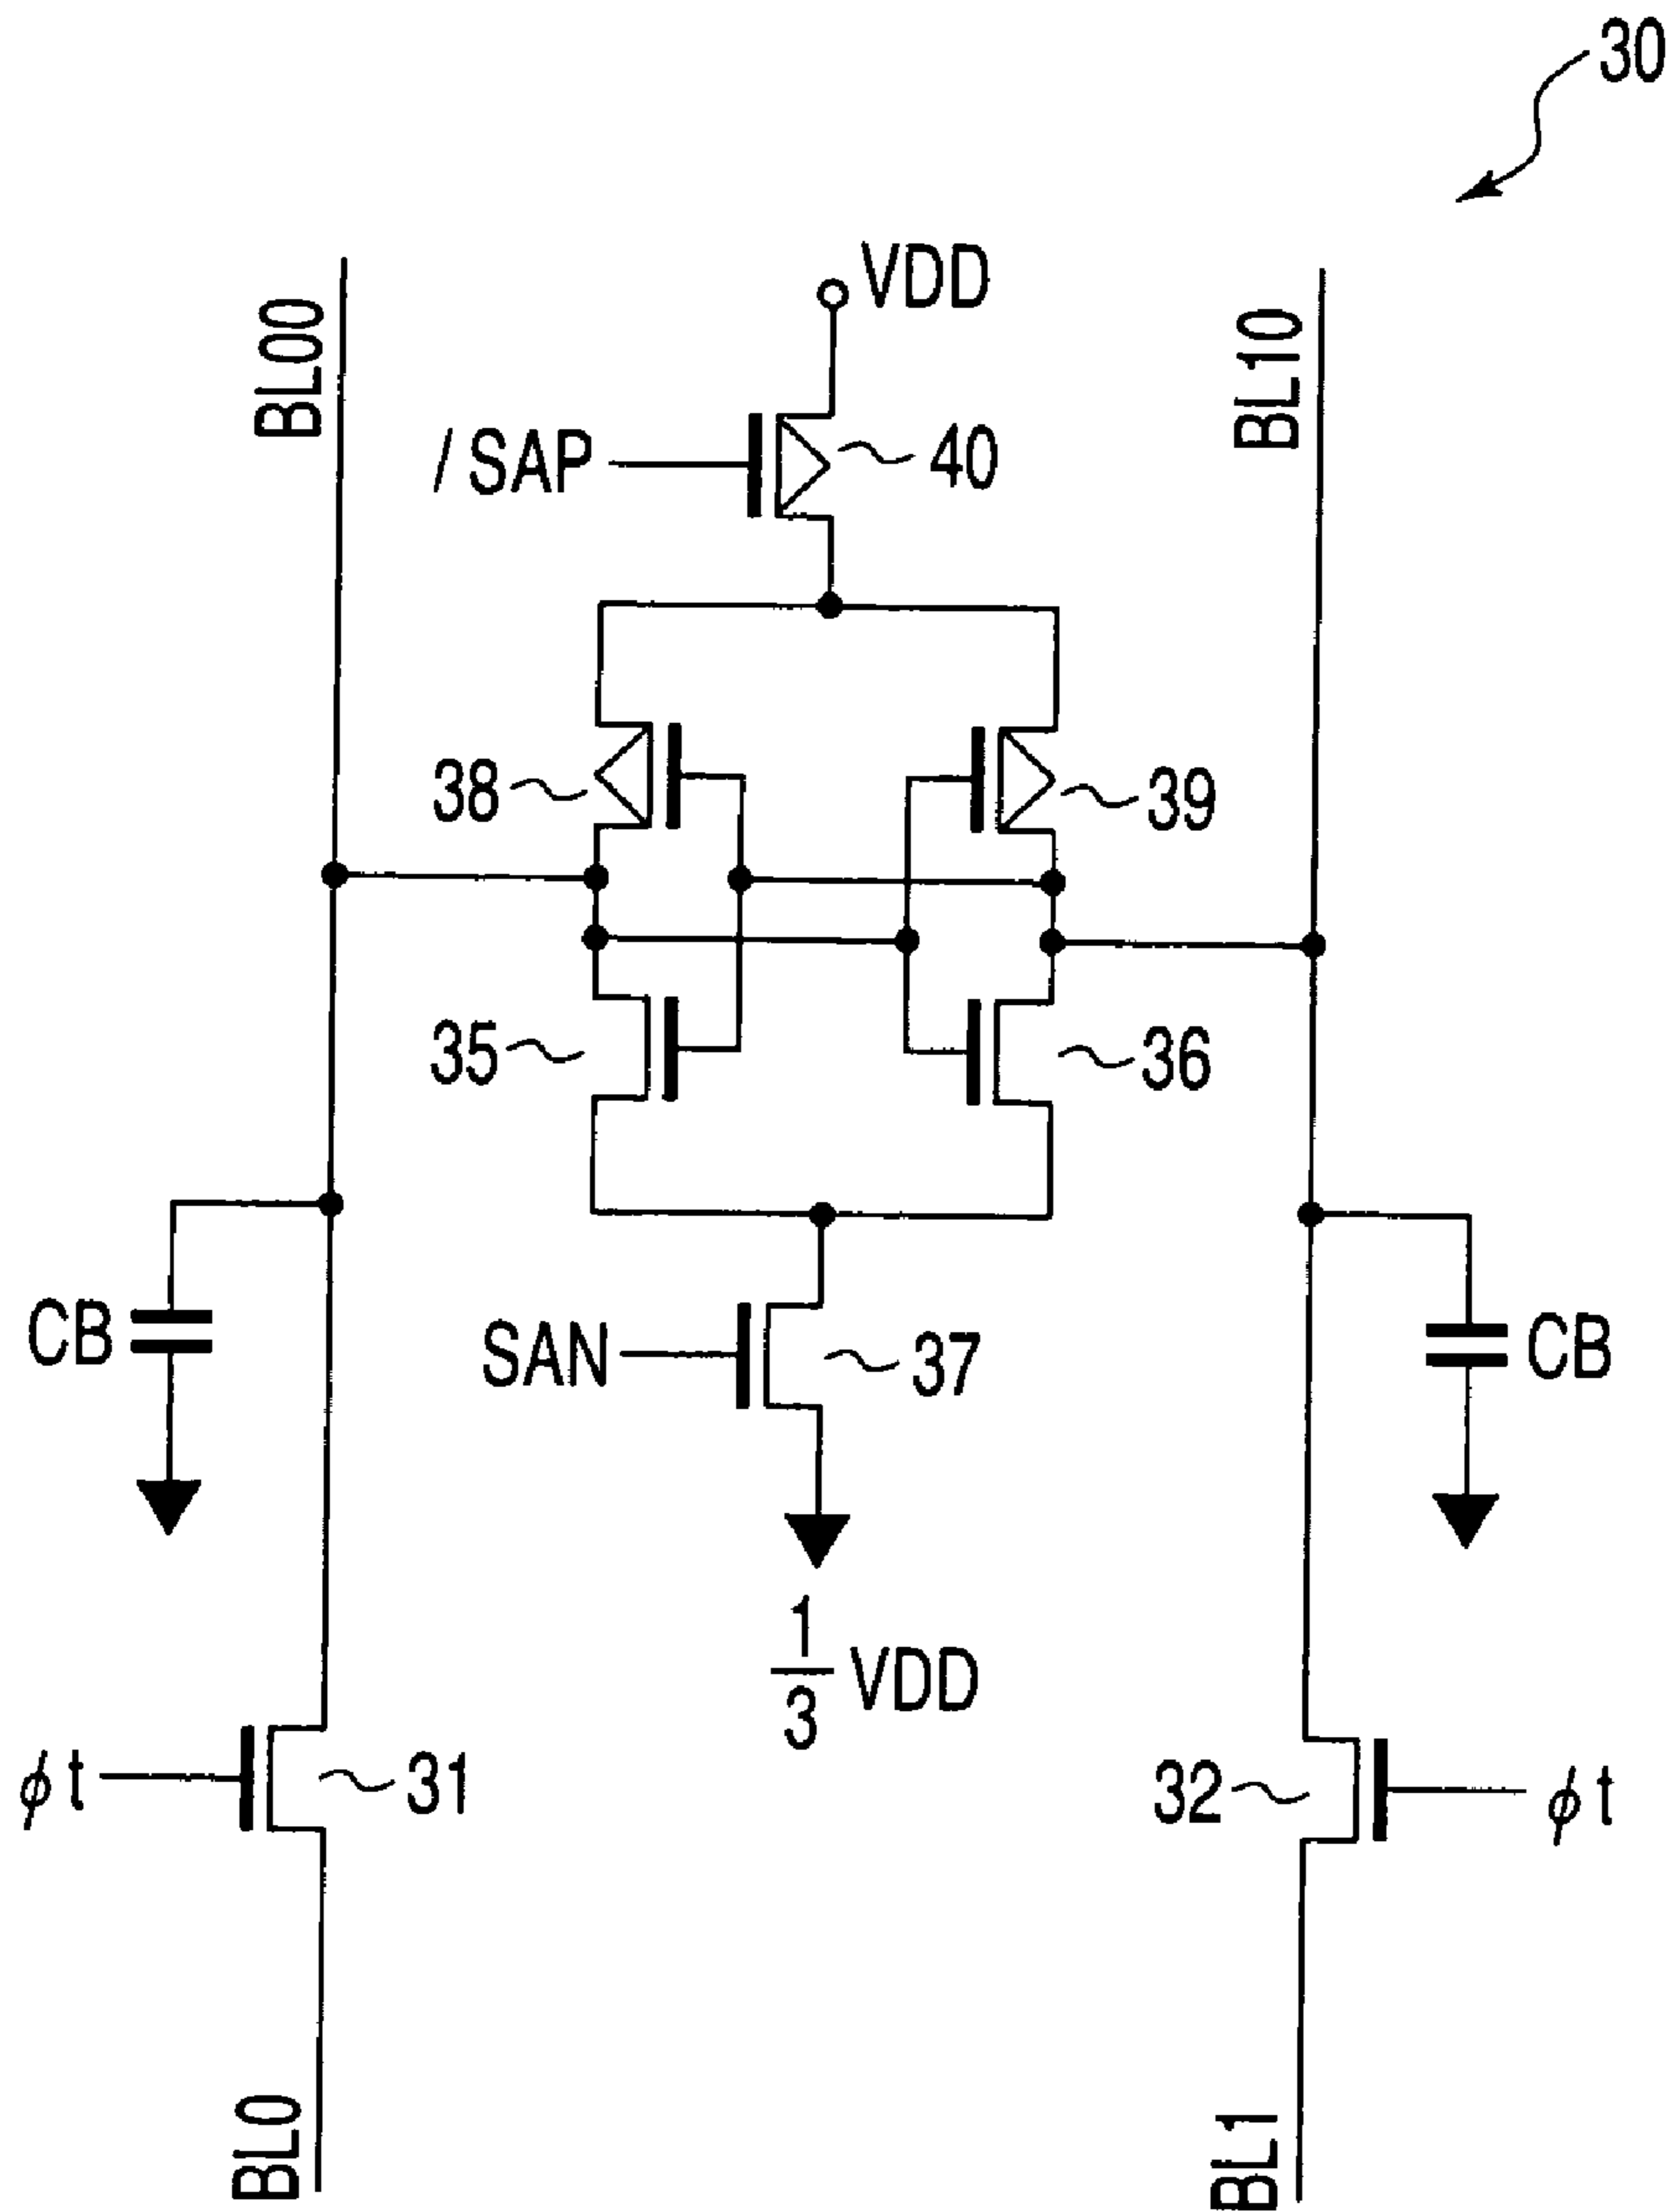 30
VDD
BL00
BL10
/SAP
40
38
39
35
36
CB
SAN
37
CB
1/3 VDD
ϕt
31
32
ϕt
BL0
BL1